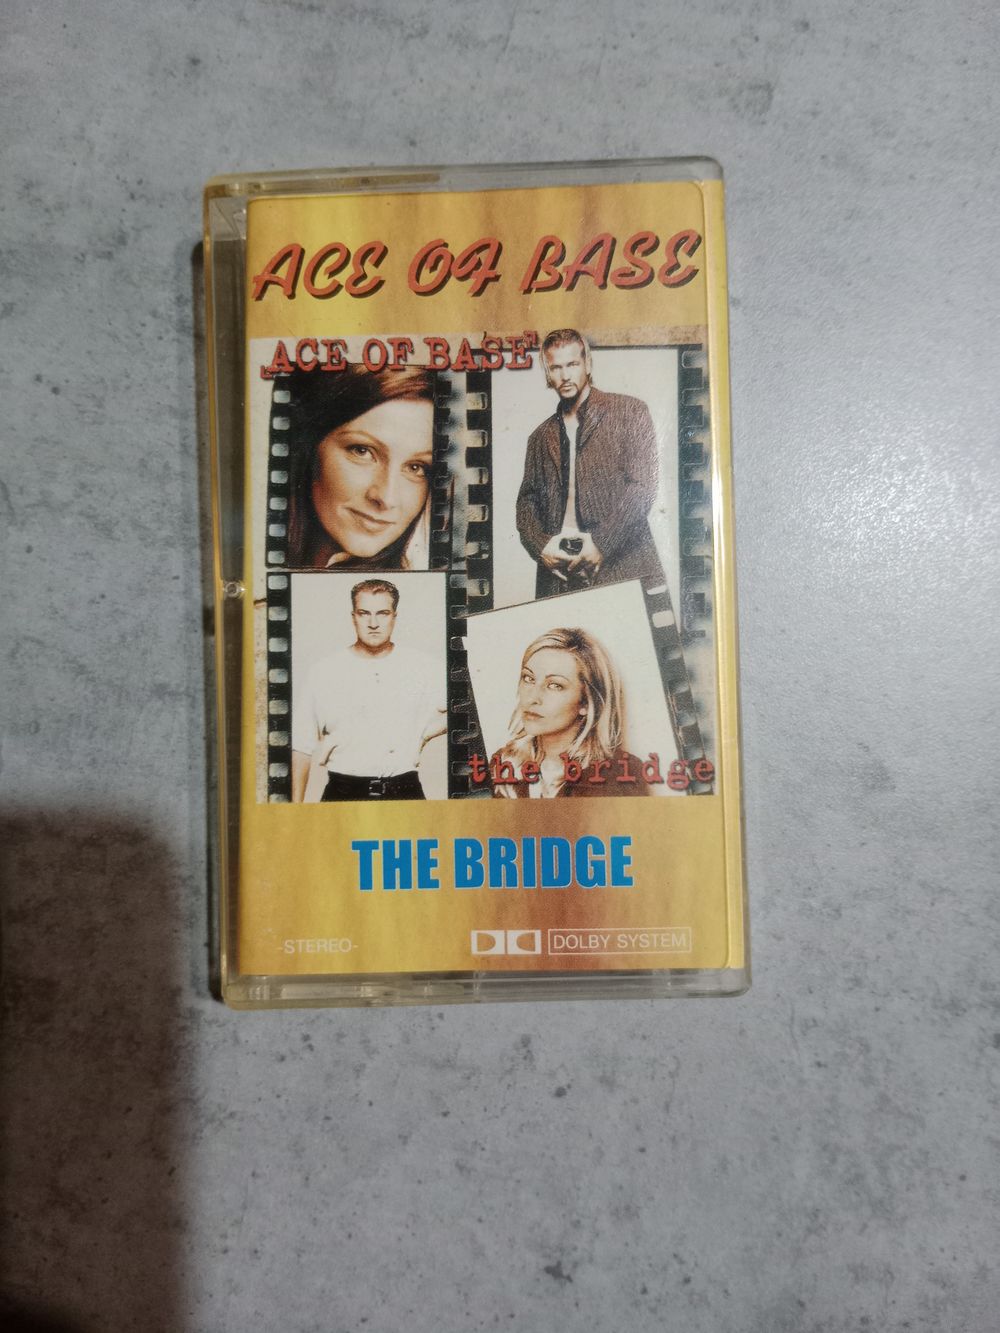 ACE OF BASE
„ACE OF BASE"
the bridge
THE BRIDGE
-STEREO-
DOLBY SYSTEM